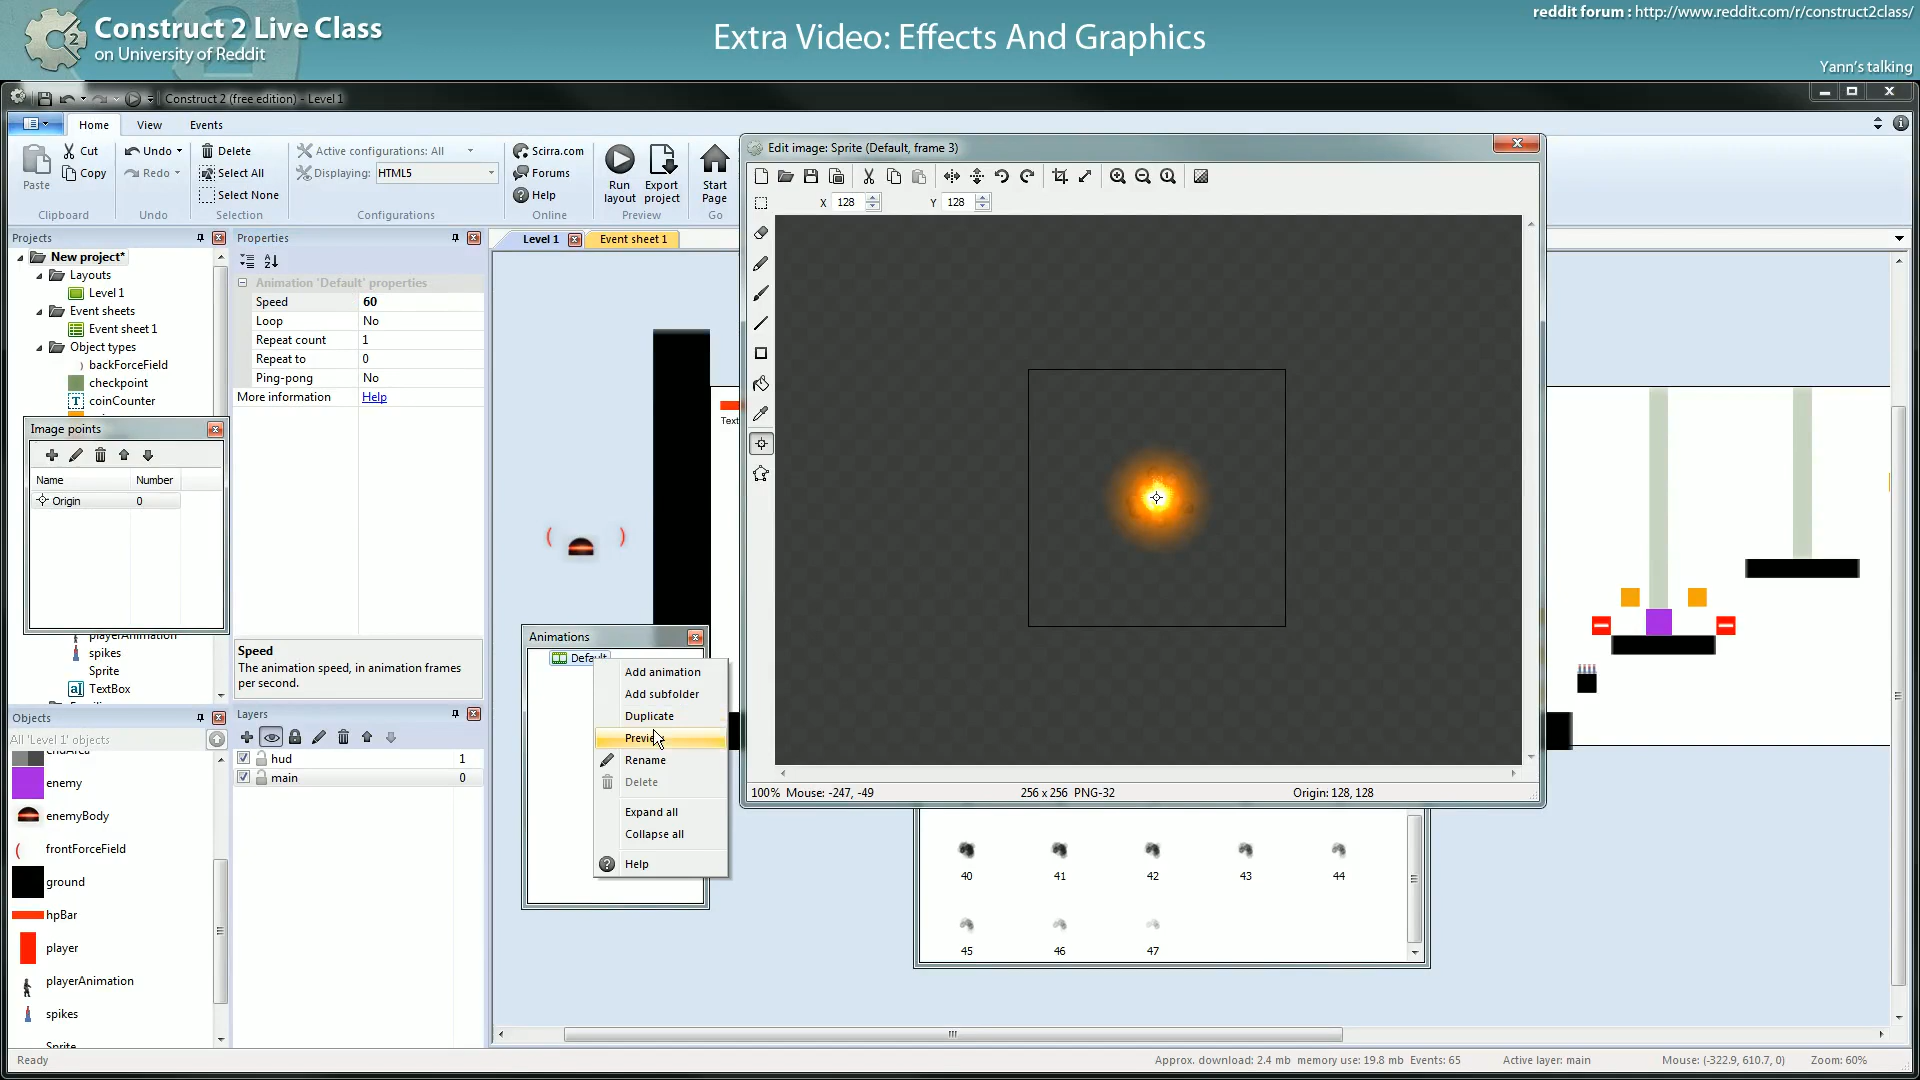 Construct 2 Live Class
on University of Reddit
Extra Video: Effects And Graphics
reddit forum : http://www.reddit.com/r/construct2class/
Yann's talking
Construct 2 (free edition) - Level 1
Home
View
Events
Paste
Cut
Copy
Clipboard
Undo
Redo
Undo
Delete
Select All
Select None
Selection
Active configurations: All
Displaying:
HTML5
Configurations
Scirra.com
Forums
Help
Online
Run layout
Export project
Preview
Start Page
Go
Edit image: Sprite (Default, frame 3)
X 128
Y 128
Projects
New project*
Layouts
Level 1
Event sheets
Event sheet 1
Object types
backForceField
checkpoint
coinCounter
Image points
Name
Number
Origin
0
playerAnimation
spikes
Sprite
TextBox
Properties
Animation 'Default' properties
Speed 60
Loop No
Repeat count 1
Repeat to 0
Ping-pong No
More information Help
Speed
The animation speed, in animation frames
per second.
Level 1
Event sheet 1
Text
Animations
Default
Add animation
Add subfolder
Duplicate
Rename
Delete
Expand all
Collapse all
Help
100% Mouse: -247, -49
256 x 256 PNG-32
Origin: 128, 128
40 41 42 43 44
45 46 47
Objects
All 'Level 1' objects
endArea
enemy
enemyBody
frontForceField
ground
hpBar
player
playerAnimation
spikes
Sprite
Layers
hud 1
main 0
Ready
Approx. download: 2.4 mb memory use: 19.8 mb Events: 65
Active layer: main
Mouse: (-322.9, 610.7, 0)
Zoom: 60%